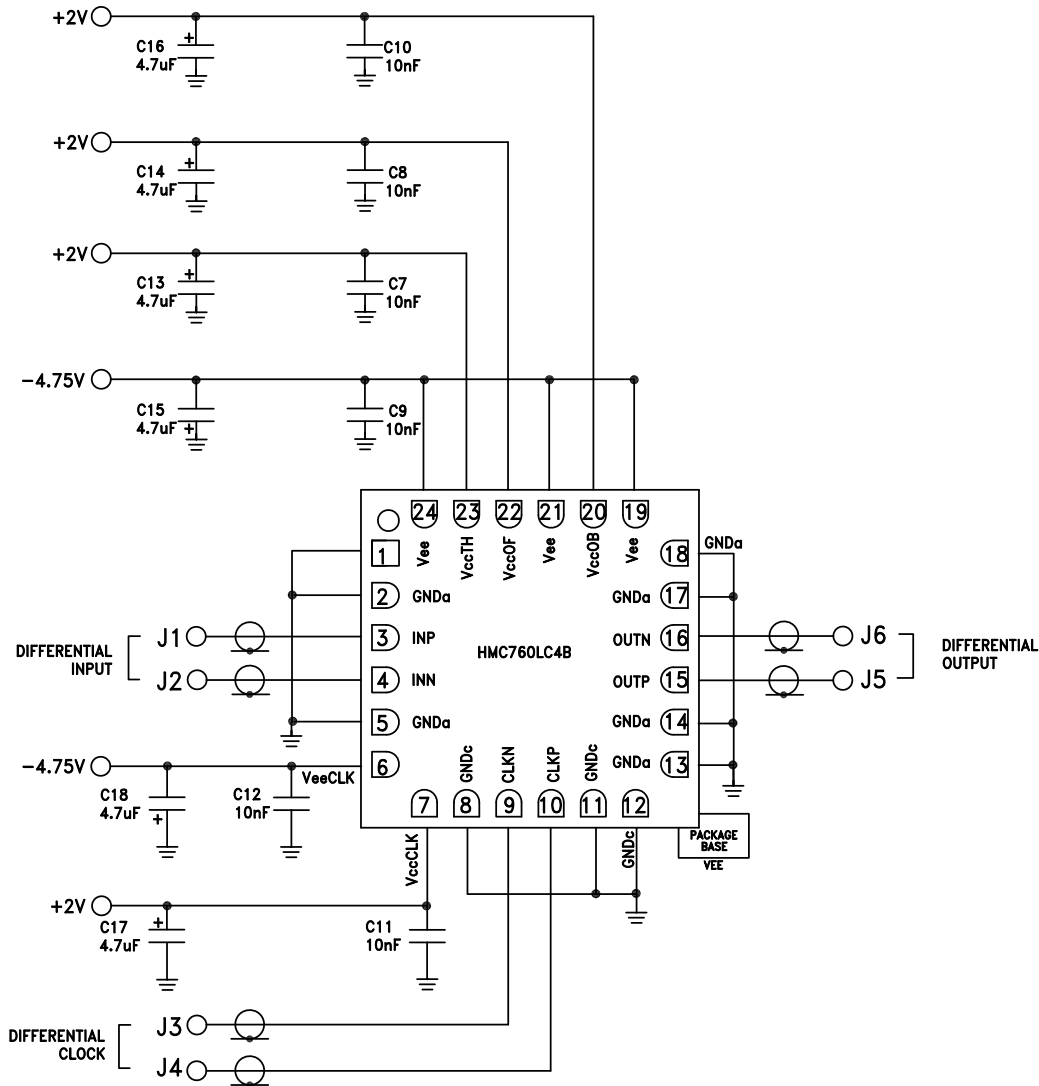 +2V
C16
4.7uF
+
C10
10nF
+2V
C14
4.7uF
+
C8
10nF
+2V
C13
4.7uF
+
C7
10nF
-4.75V
C15
4.7uF
+
C9
10nF
24
23
22
21
20
19
Vee
VccTH
VccOF
Vee
VccOB
Vee
1
2
GNDa
3
INP
4
INN
5
GNDa
6
VeeCLK
HMC760LC4B
18
GNDa
GNDa
17
OUTN
16
OUTP
15
GNDa
14
GNDa
13
GNDc
CLKN
CLKP
GNDc
7
8
9
10
11
12
VccCLK
GNDc
PACKAGE
BASE
VEE
DIFFERENTIAL
INPUT
J1
J2
J6
J5
DIFFERENTIAL
OUTPUT
-4.75V
C18
4.7uF
+
C12
10nF
+2V
C17
4.7uF
+
C11
10nF
DIFFERENTIAL
CLOCK
J3
J4